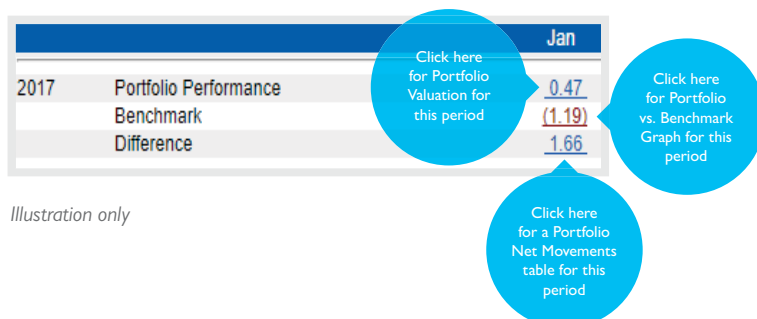 Jan
2017 Portfolio Performance 0.47
Benchmark (1.19)
Difference 1.66
Click here
for Portfolio
Valuation for
this period
Click here
for Portfolio
vs. Benchmark
Graph for this
period
Click here
for a Portfolio
Net Movements
table for this
period
Illustration only